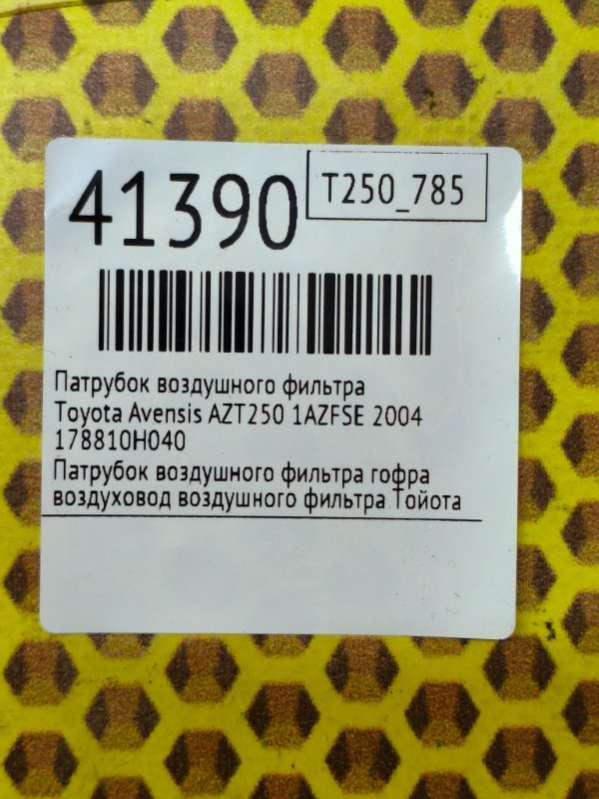 41390
T250_785
Патрубок воздушного фильтра
Toyota Avensis AZT250 1AZFSE 2004
178810H040
Патрубок воздушного фильтра гофра
воздуховод воздушного фильтра Тойота